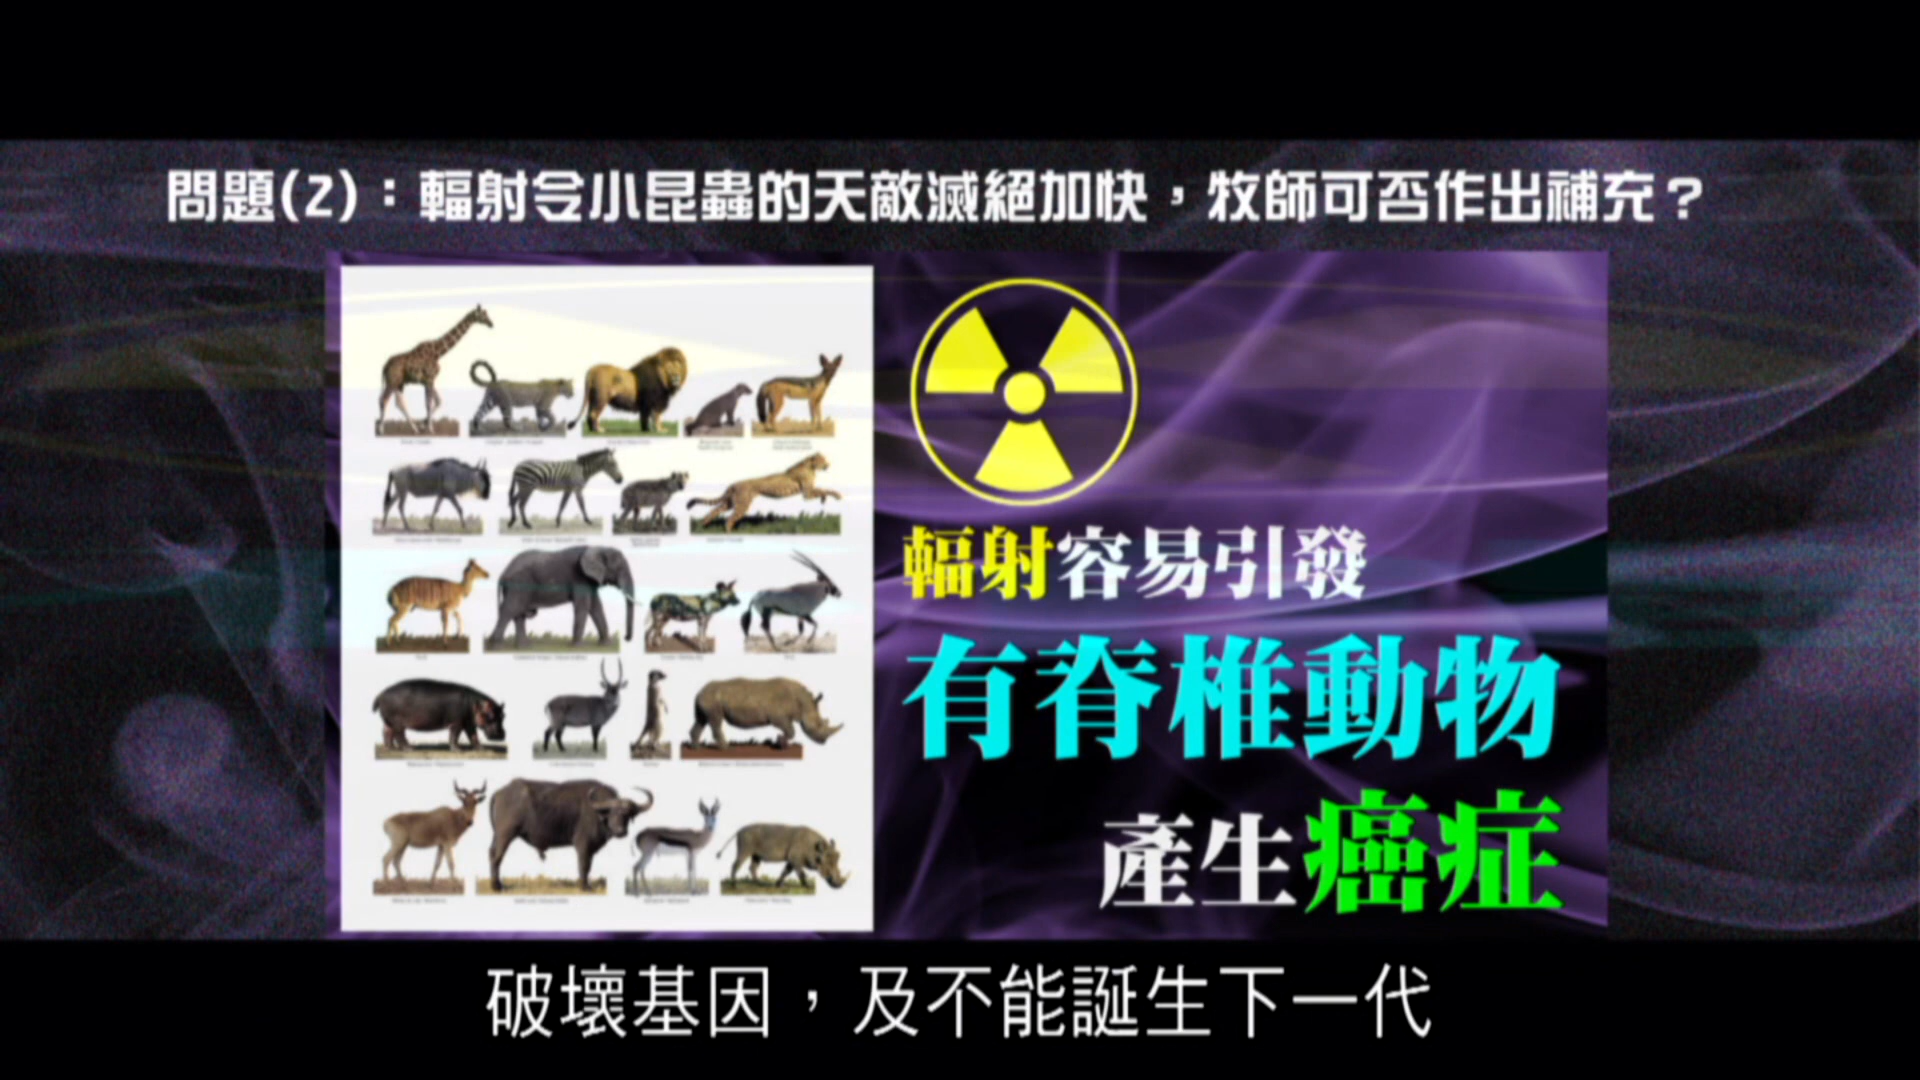 問題(2)：輻射令小昆蟲的天敵滅絕加快，牧師可否作出補充？
輻射容易引發
有脊椎動物
產生癌症
破壞基因，及不能誕生下一代